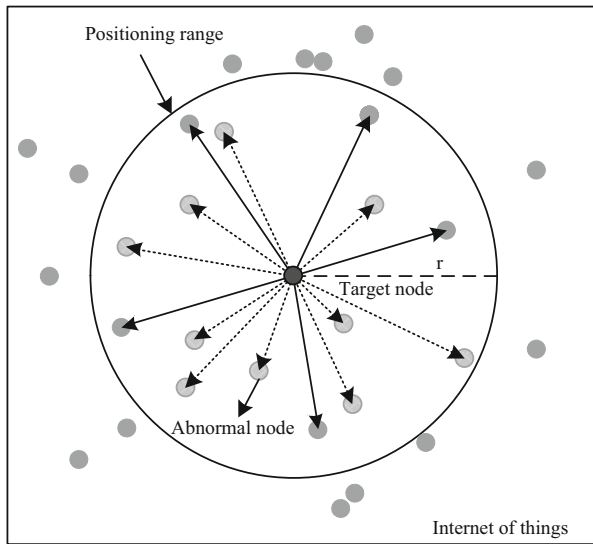 Positioning range
r
Target node
Abnormal node
Internet of things